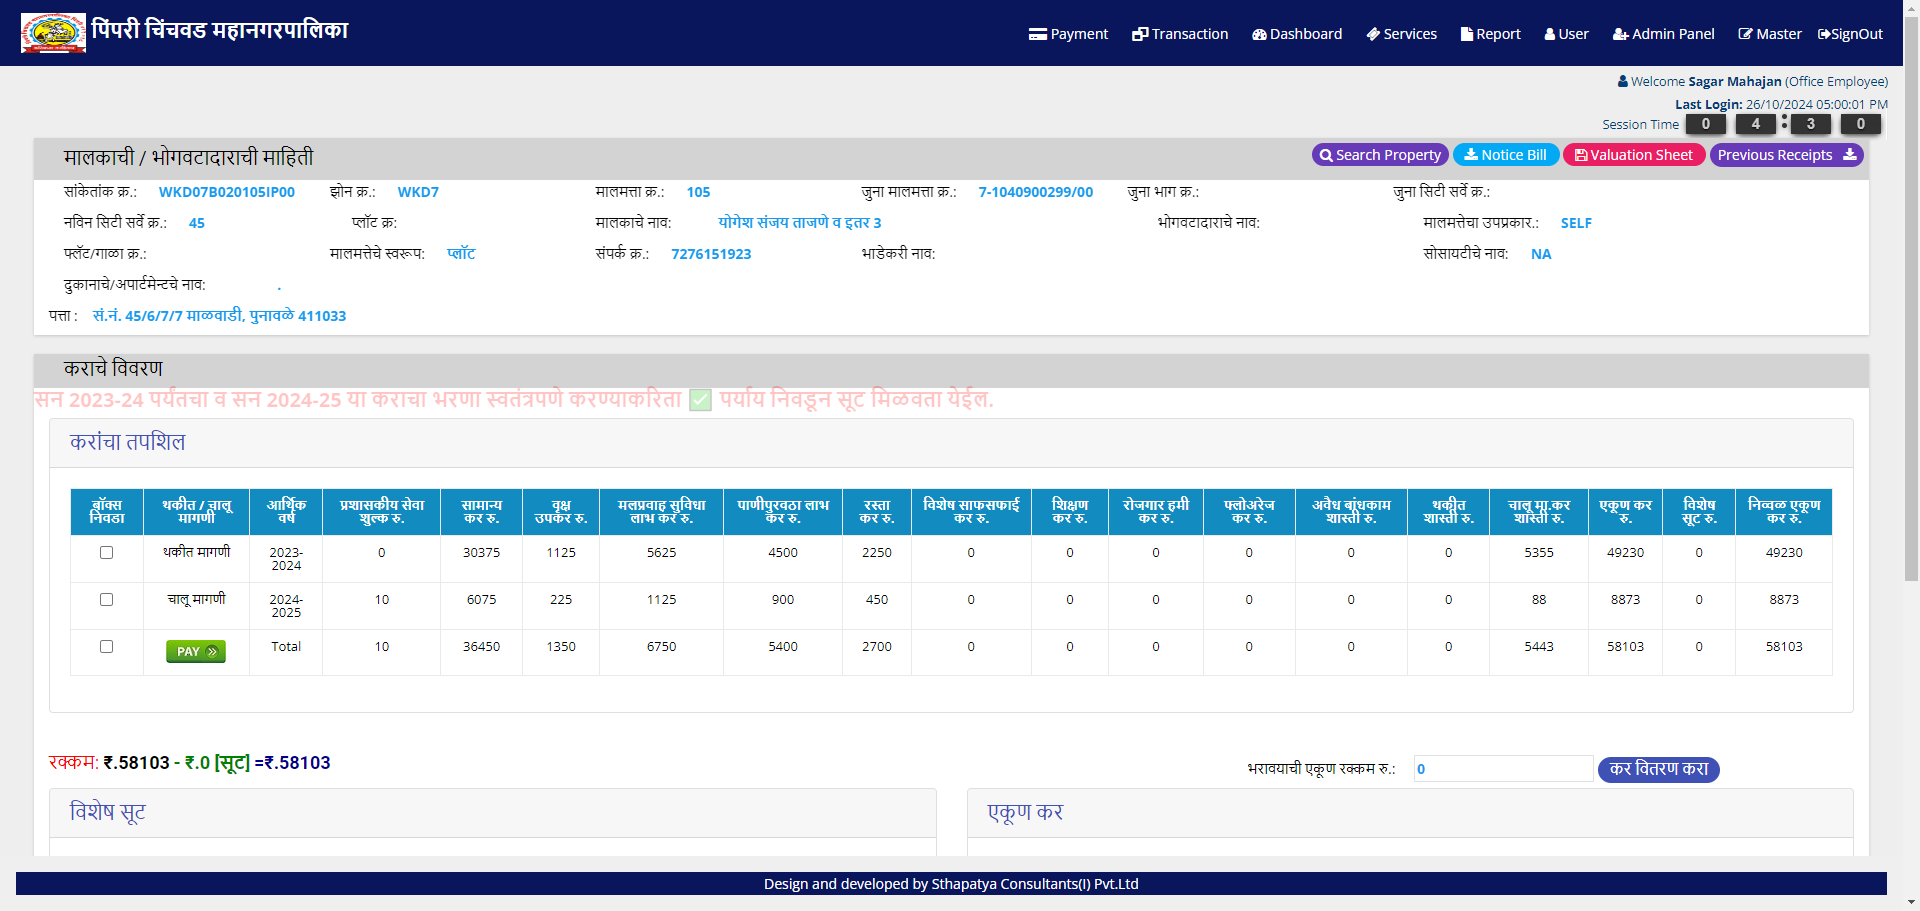 पिंपरी चिंचवड महानगरपालिका
Payment Transaction Dashboard Services Report User Admin Panel Master SignOut
Welcome Sagar Mahajan (Office Employee)
Last Login: 26/10/2024 05:00:01 PM
Session Time 0 4 : 3 0
मालकाची / भोगवटादाराची माहिती Search Property Notice Bill Valuation Sheet Previous Receipts
सांकेतांक क्र.: WKD07B020105IP00 झोन क्र.: WKD7 मालमत्ता क्र.: 105 जुना मालमत्ता क्र.: 7-1040900299/00 जुना भाग क्र.: जुना सिटी सर्वे क्र.:
नविन सिटी सर्वे क्र.: 45 प्लॉट क्र: मालकाचे नाव: योगेश संजय ताजणे व इतर 3 भोगवटादाराचे नाव: मालमत्तेचा उपप्रकार.: SELF
फ्लॅट/गाळा क्र.: मालमत्तेचे स्वरूप: प्लॉट संपर्क क्र.: 7276151923 भाडेकरी नाव: सोसायटीचे नाव: NA
दुकानाचे/अपार्टमेन्टचे नाव: .
पत्ता : सं.नं. 45/6/7/7 माळवाडी, पुनावळे 411033
कराचे विवरण
सन 2023-24 पर्यंतचा व सन 2024-25 या कराचा भरणा स्वतंत्रपणे करण्याकरिता ✅ पर्याय निवडून सूट मिळवता येईल.
करांचा तपशिल
बॉक्स निवडा थकीत / चालू मागणी आर्थिक वर्ष प्रशासकीय सेवा शुल्क रु. सामान्य कर रु. वृक्ष उपकर रु. मलप्रवाह सुविधा लाभ कर रु. पाणीपुरवठा लाभ कर रु. रस्ता कर रु. विशेष साफसफाई कर रु. शिक्षण कर रु. रोजगार हमी कर रु. फ्लोअरेज कर रु. अवैध बांधकाम शास्ती रु. थकीत शास्ती रु. चालू मा.कर शास्ती रु. एकूण कर रु. विशेष सूट रु. निव्वळ एकूण कर रु.
थकीत मागणी 2023-2024 0 30375 1125 5625 4500 2250 0 0 0 0 0 0 5355 49230 0 49230
चालू मागणी 2024-2025 10 6075 225 1125 900 450 0 0 0 0 0 0 88 8873 0 8873
PAY Total 10 36450 1350 6750 5400 2700 0 0 0 0 0 0 5443 58103 0 58103
रक्कम: ₹.58103 - ₹.0 [सूट] =₹.58103
भरावयाची एकूण रक्कम रु.: 0 कर वितरण करा
विशेष सूट
एकूण कर
Design and developed by Sthapatya Consultants(I) Pvt.Ltd